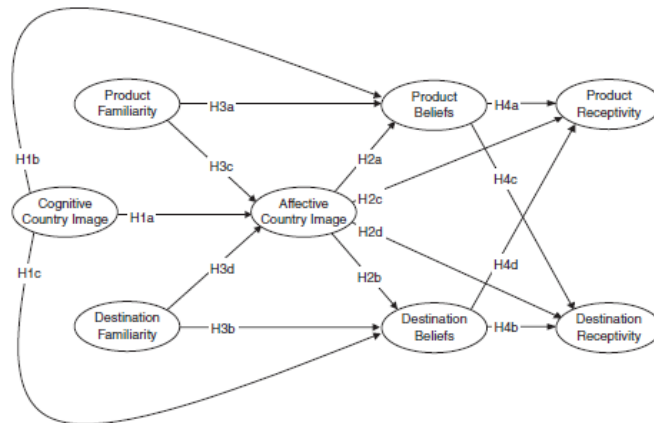 Product
Familiarity
H3a
Product
Beliefs
H4a
Product
Receptivity
H1b
H3c
H2a
H2c
H4c
Cognitive
Country Image
H1a
Affective
Country Image
H2d
H1c
H3d
H2b
H4d
Destination
Familiarity
H3b
Destination
Beliefs
H4b
Destination
Receptivity